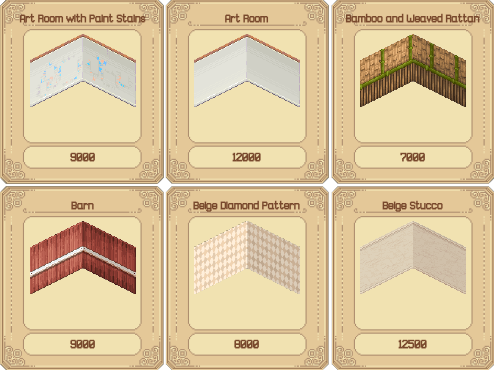 Art Room with Paint Stains
Art Room
Bamboo and Weaved Rattan
9000
12000
7000
Barn
Beige Diamond Pattern
Beige Stucco
9000
8000
12500